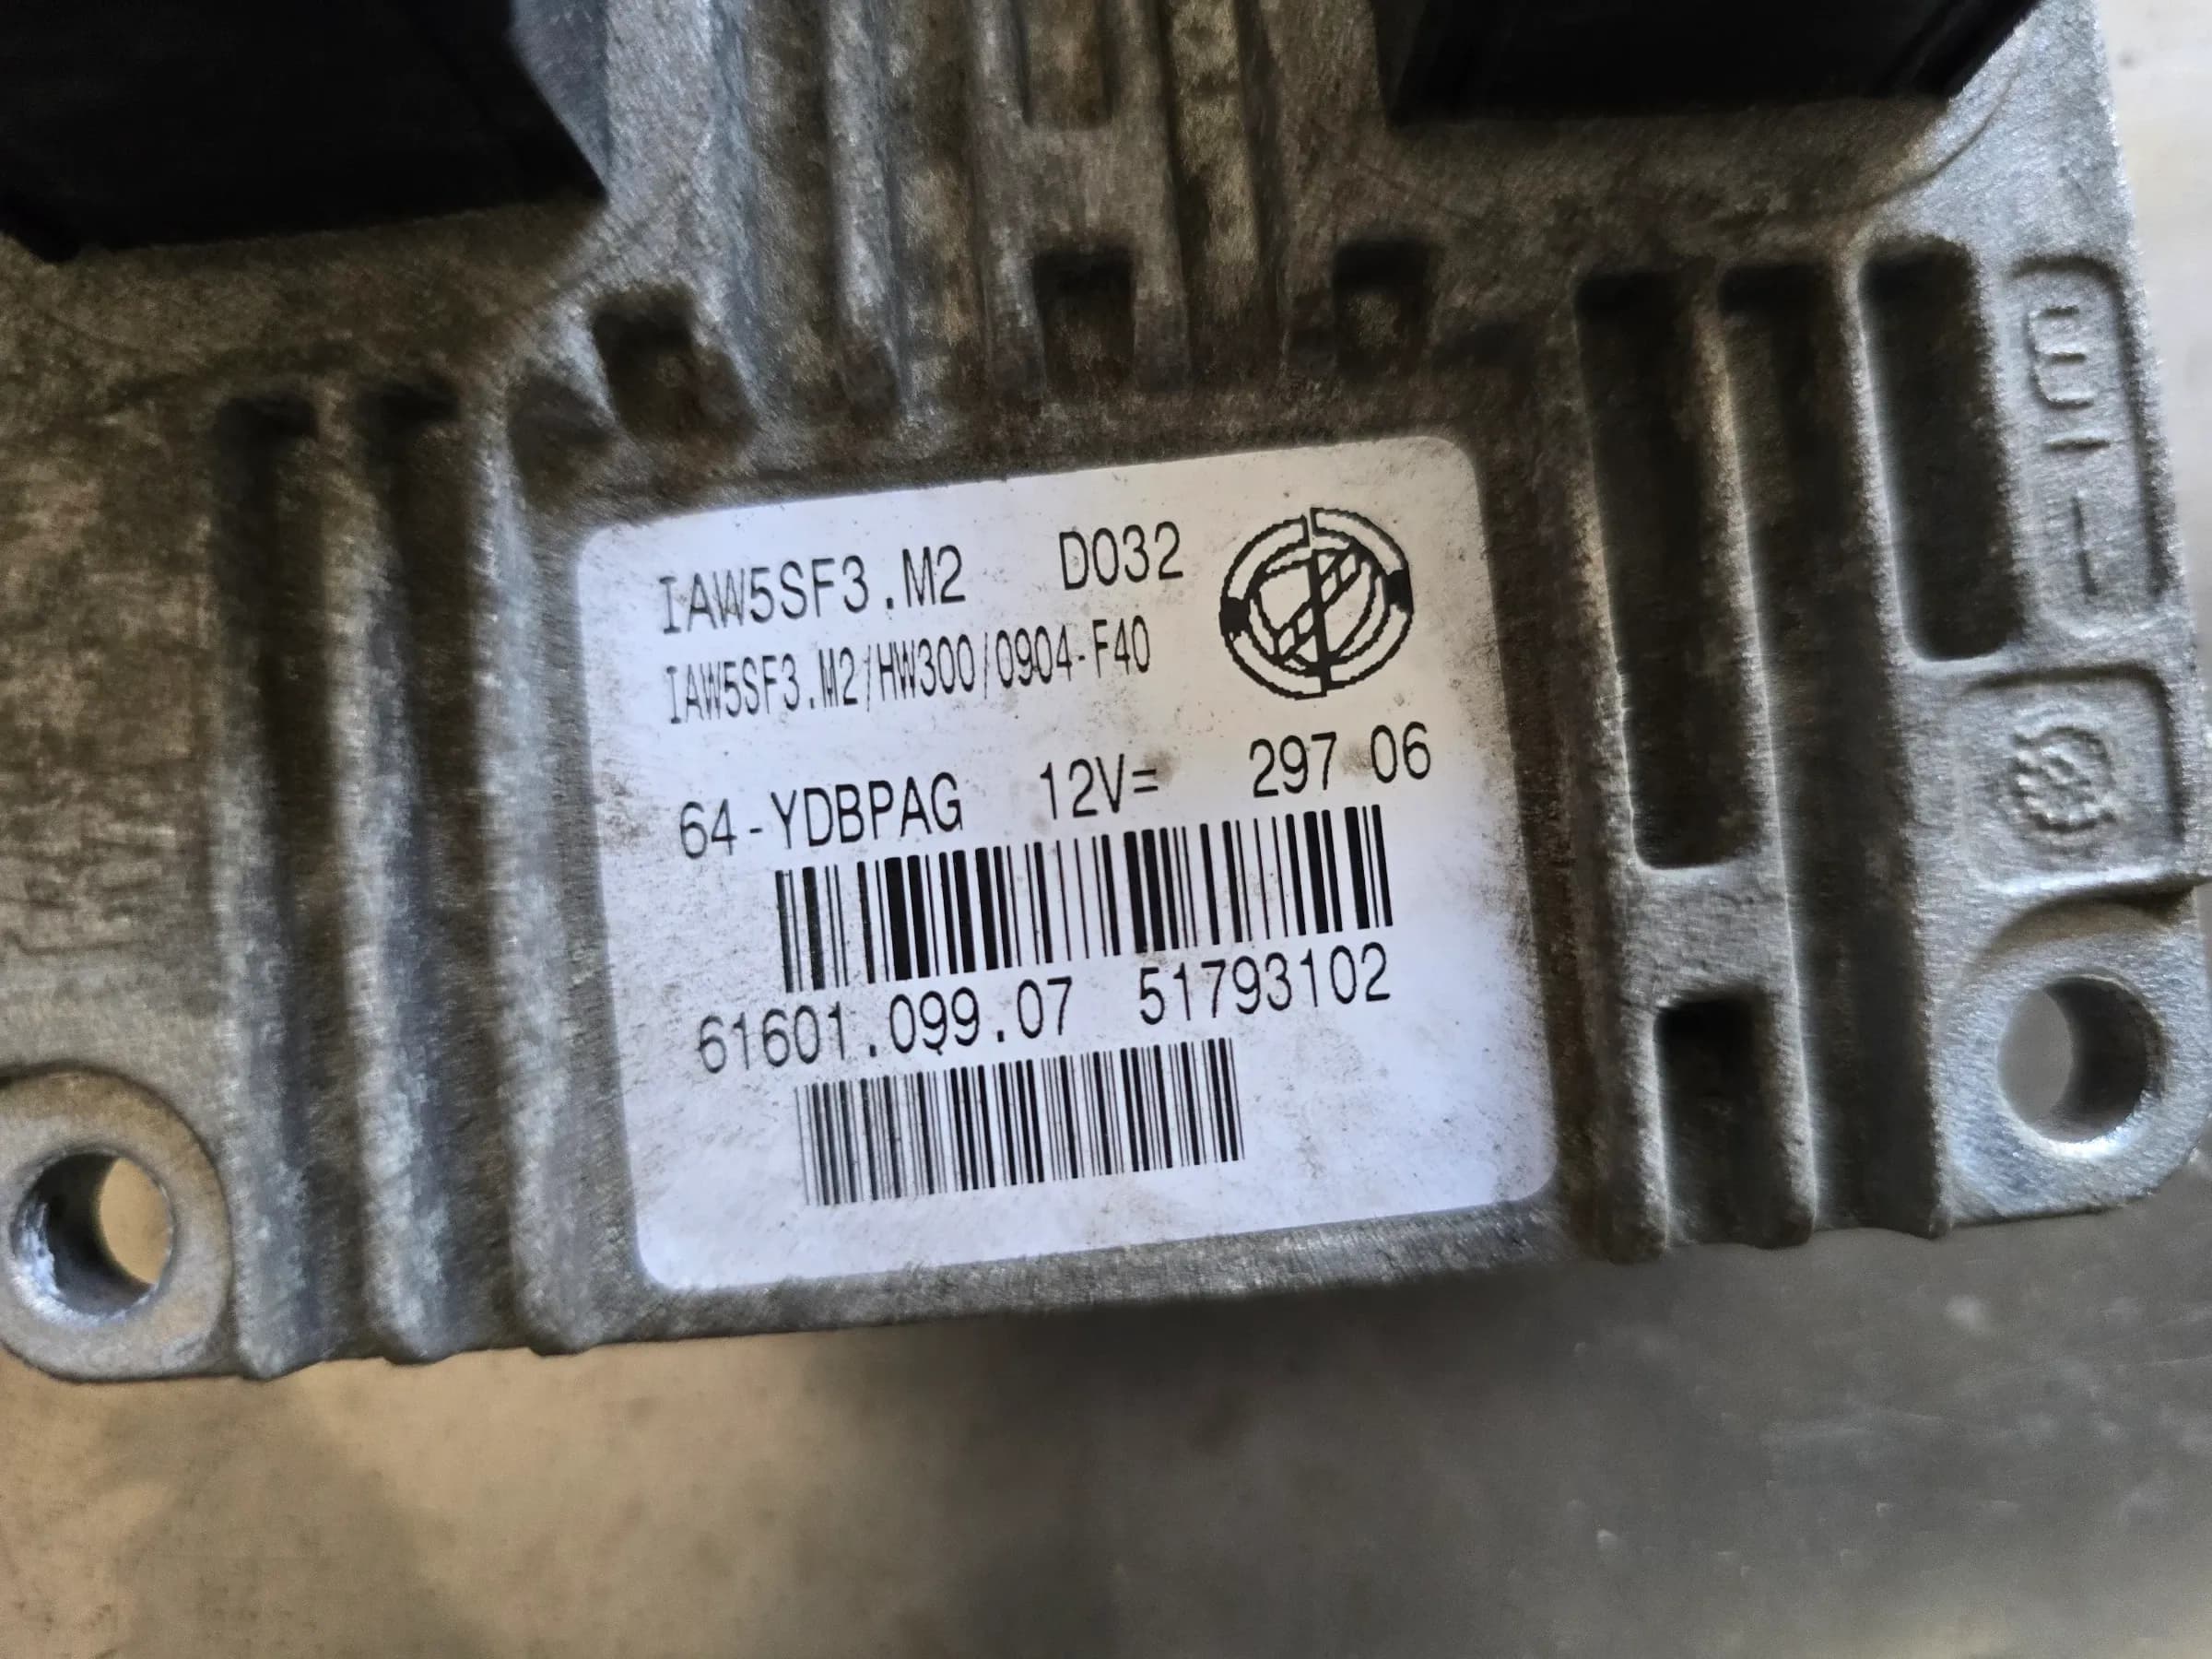 IAW5SF3.M2 D032
IAW5SF3.M2/HW300/0904-F40
64-YDBPAG 12V= 297 06
61601.099.07 51793102